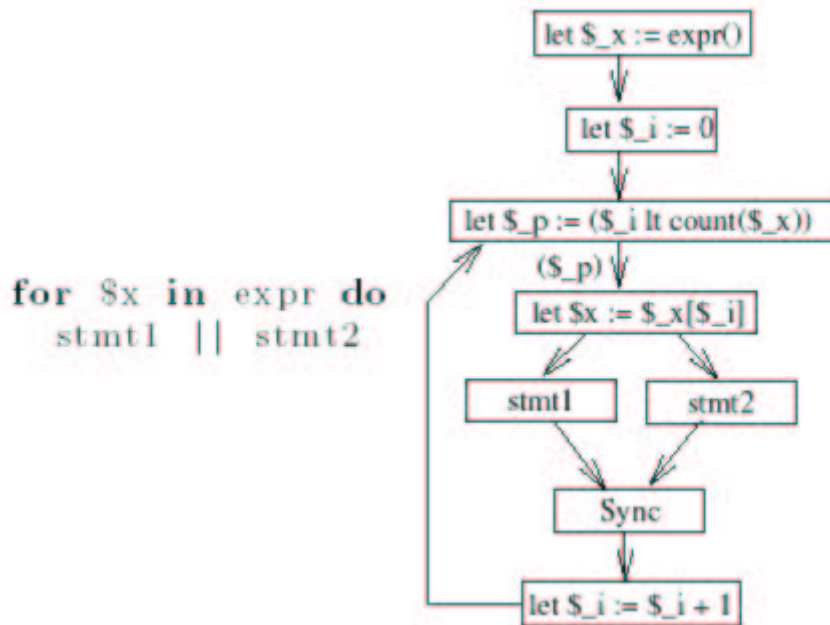 for $x in expr do
stmt1 || stmt2
let $_x := expr()
let $_i := 0
let $_p := ($_i lt count($_x))
($_p)
let $x := $_x[$_i]
stmt1
stmt2
Sync
let $_i := $_i + 1